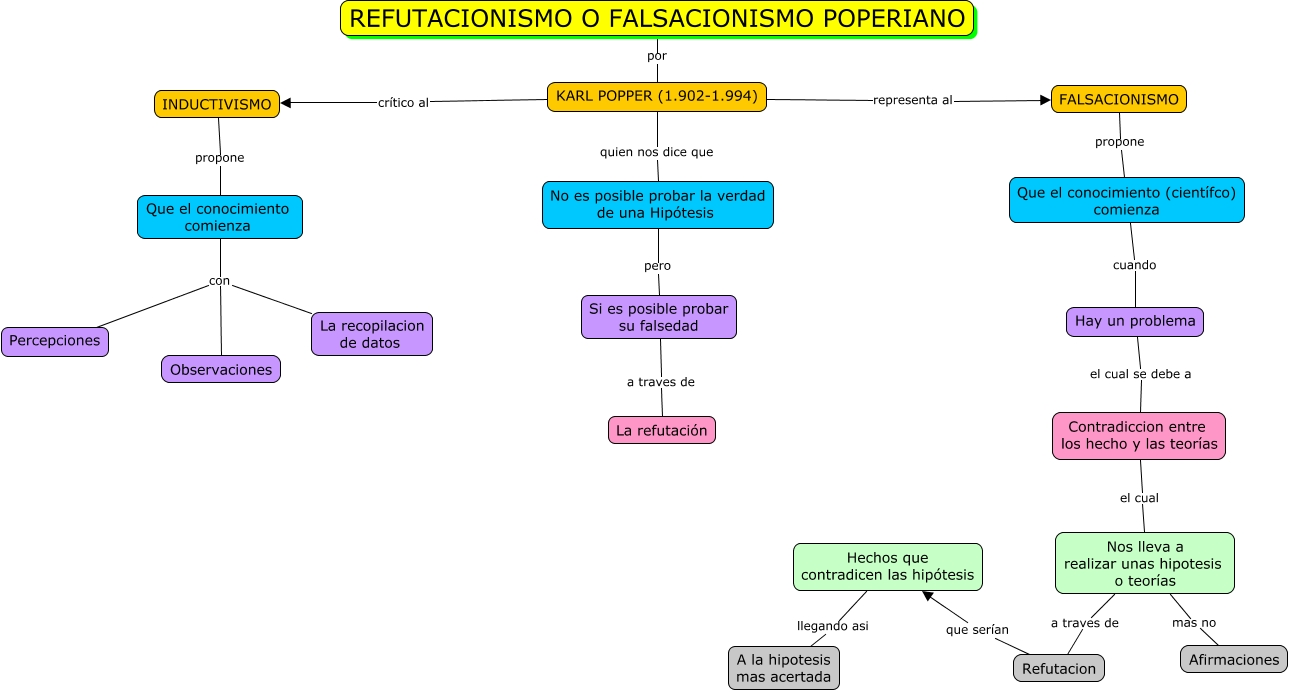 REFUTACIONISMO O FALSACIONISMO POPERIANO
por
INDUCTIVISMO
crítico al
KARL POPPER (1.902-1.994)
representa al
FALSACIONISMO
propone
Que el conocimiento
comienza
con
Percepciones
Observaciones
La recopilacion
de datos
quien nos dice que
No es posible probar la verdad
de una Hipótesis
pero
Si es posible probar
su falsedad
a traves de
La refutación
propone
Que el conocimiento (científco)
comienza
cuando
Hay un problema
el cual se debe a
Contradiccion entre
los hecho y las teorías
el cual
Nos lleva a
realizar unas hipotesis
o teorías
a traves de
mas no
Refutacion
Afirmaciones
que serían
Hechos que
contradicen las hipótesis
llegando asi
A la hipotesis
mas acertada